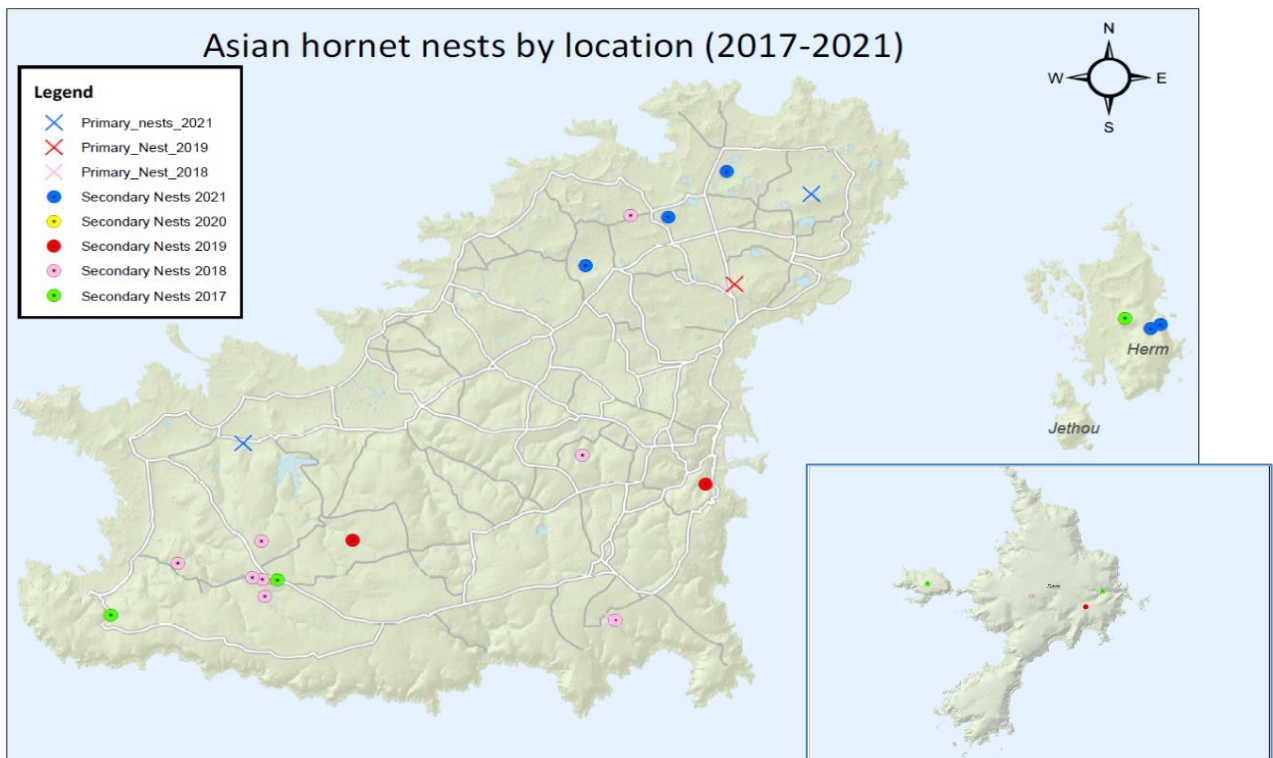 Asian hornet nests by location (2017-2021)
N
W
E
S
Legend
Primary_nests_2021
Primary_Nest_2019
Primary_Nest_2018
Secondary Nests 2021
Secondary Nests 2020
Secondary Nests 2019
Secondary Nests 2018
Secondary Nests 2017
Herm
Jethou
Sark